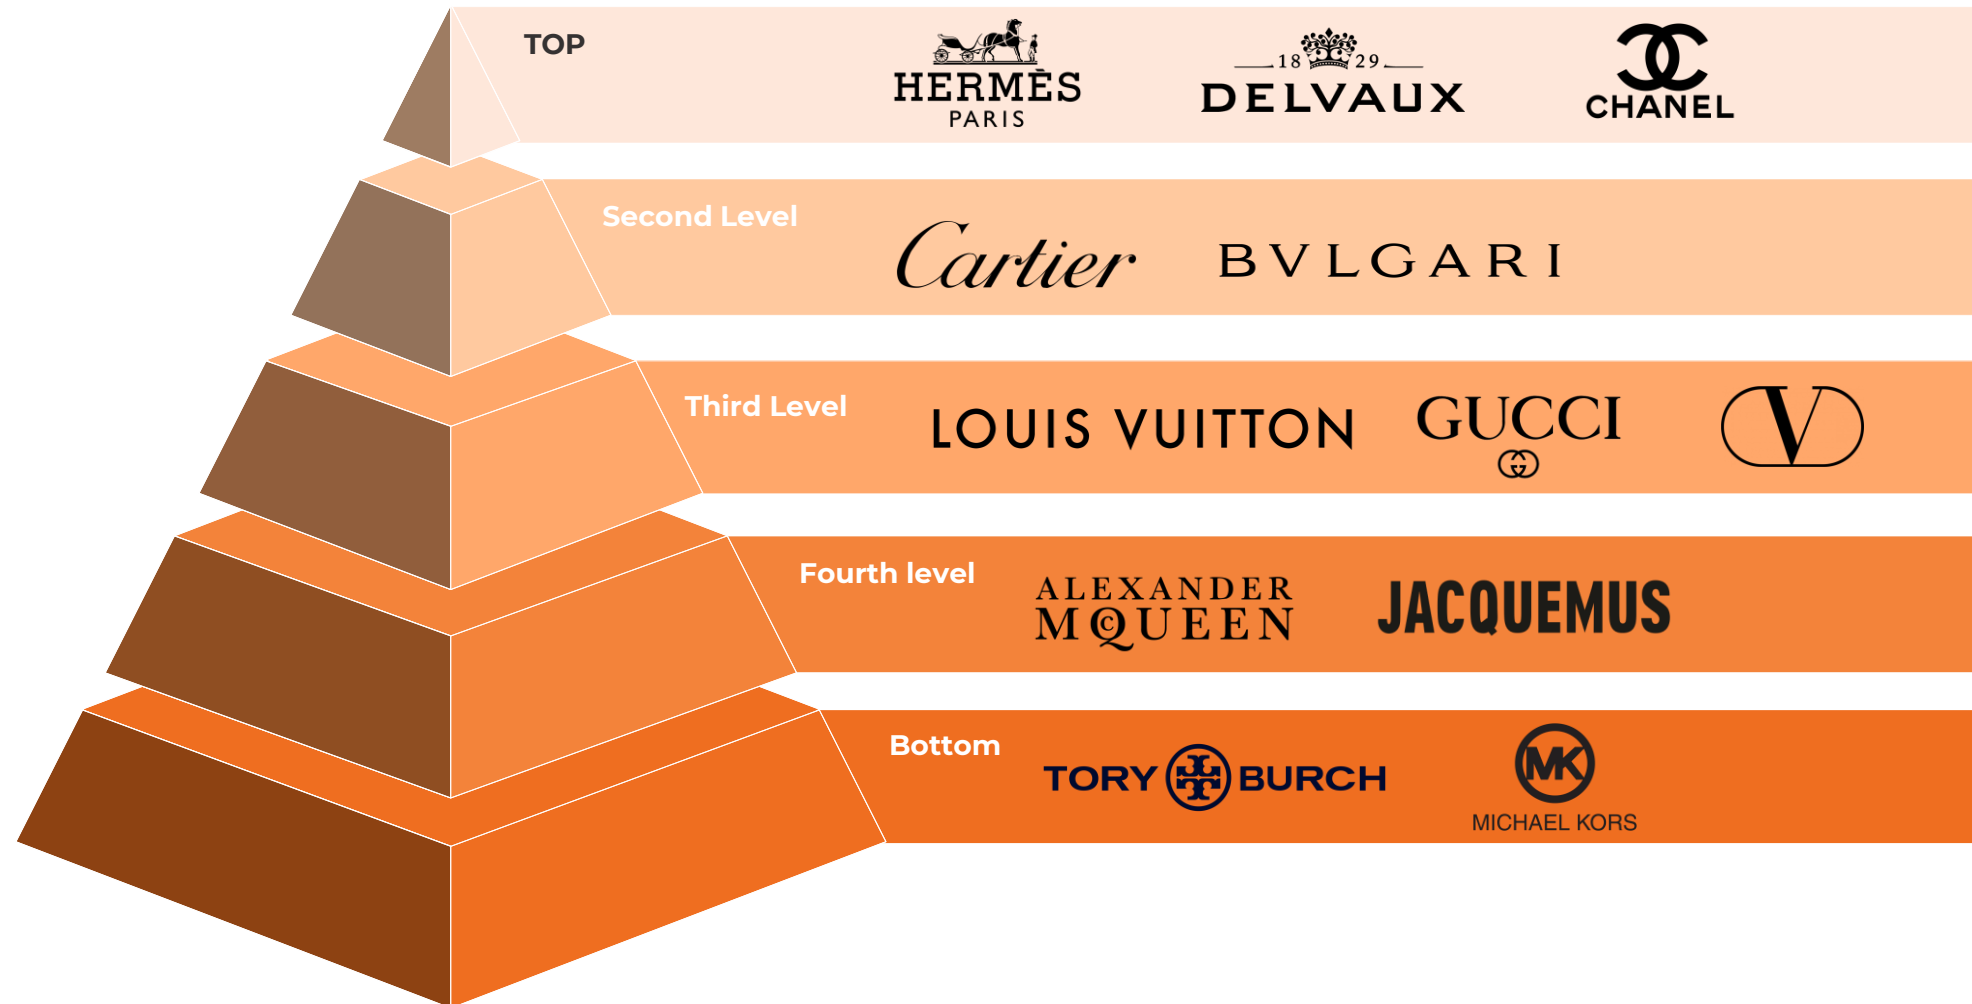 TOP
HERMÈS
PARIS
18 29
DELVAUX
CHANEL
Second Level
Cartier
BVLGARI
Third Level
LOUIS VUITTON
GUCCI
GG
V
Fourth level
ALEXANDER
MCQUEEN
JACQUEMUS
Bottom
TORY BURCH
MK
MICHAEL KORS